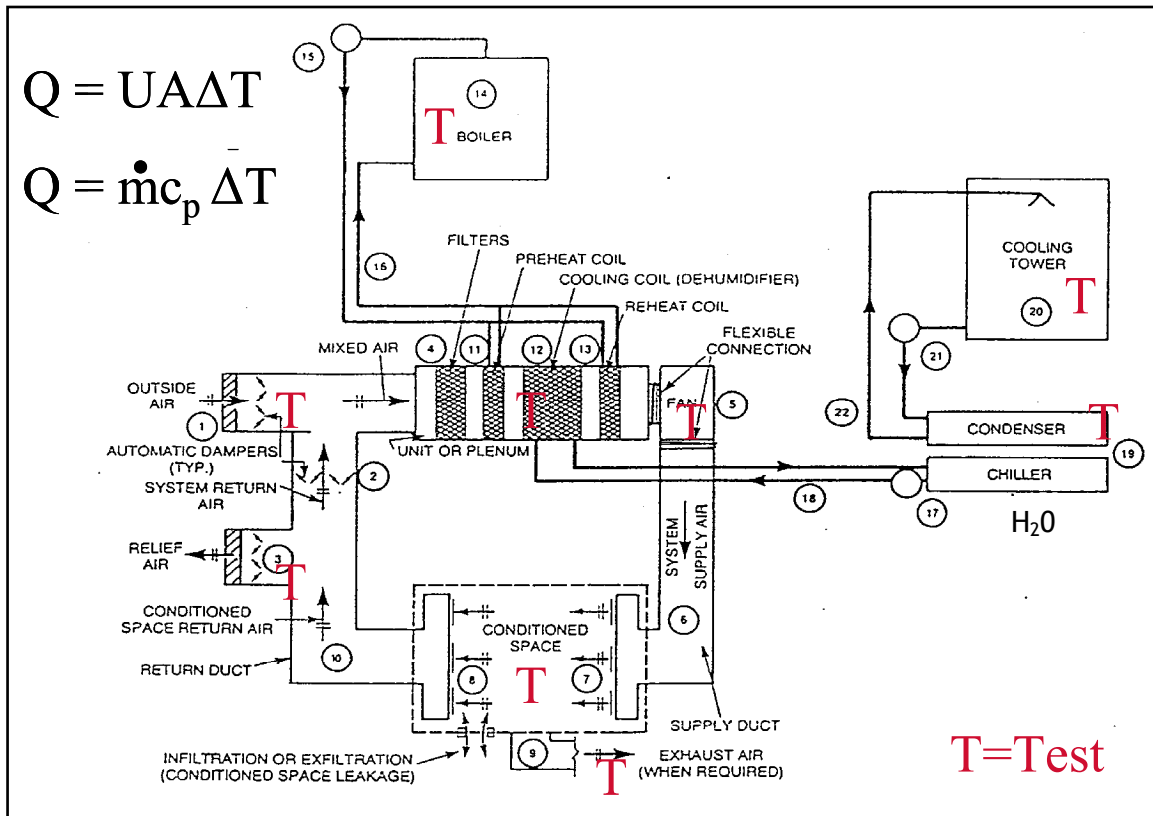 Q = UAΔT
Q = ṁcₚ ΔT
15
14
T
BOILER
16
FILTERS
PREHEAT COIL
COOLING COIL (DEHUMIDIFIER)
REHEAT COIL
FLEXIBLE
CONNECTION
COOLING
TOWER
20
T
21
22
4
11
12
13
MIXED AIR
OUTSIDE
AIR
1
T
T
FAN
T
5
UNIT OR PLENUM
AUTOMATIC DAMPERS
(TYP.)
2
SYSTEM RETURN
AIR
CONDENSER
T
19
CHILLER
18
17
H₂0
RELIEF
AIR
3
T
SYSTEM
SUPPLY AIR
CONDITIONED
SPACE RETURN AIR
10
RETURN DUCT
CONDITIONED
SPACE
6
8
T
7
SUPPLY DUCT
INFILTRATION OR EXFILTRATION
(CONDITIONED SPACE LEAKAGE)
9
T
EXHAUST AIR
(WHEN REQUIRED)
T=Test